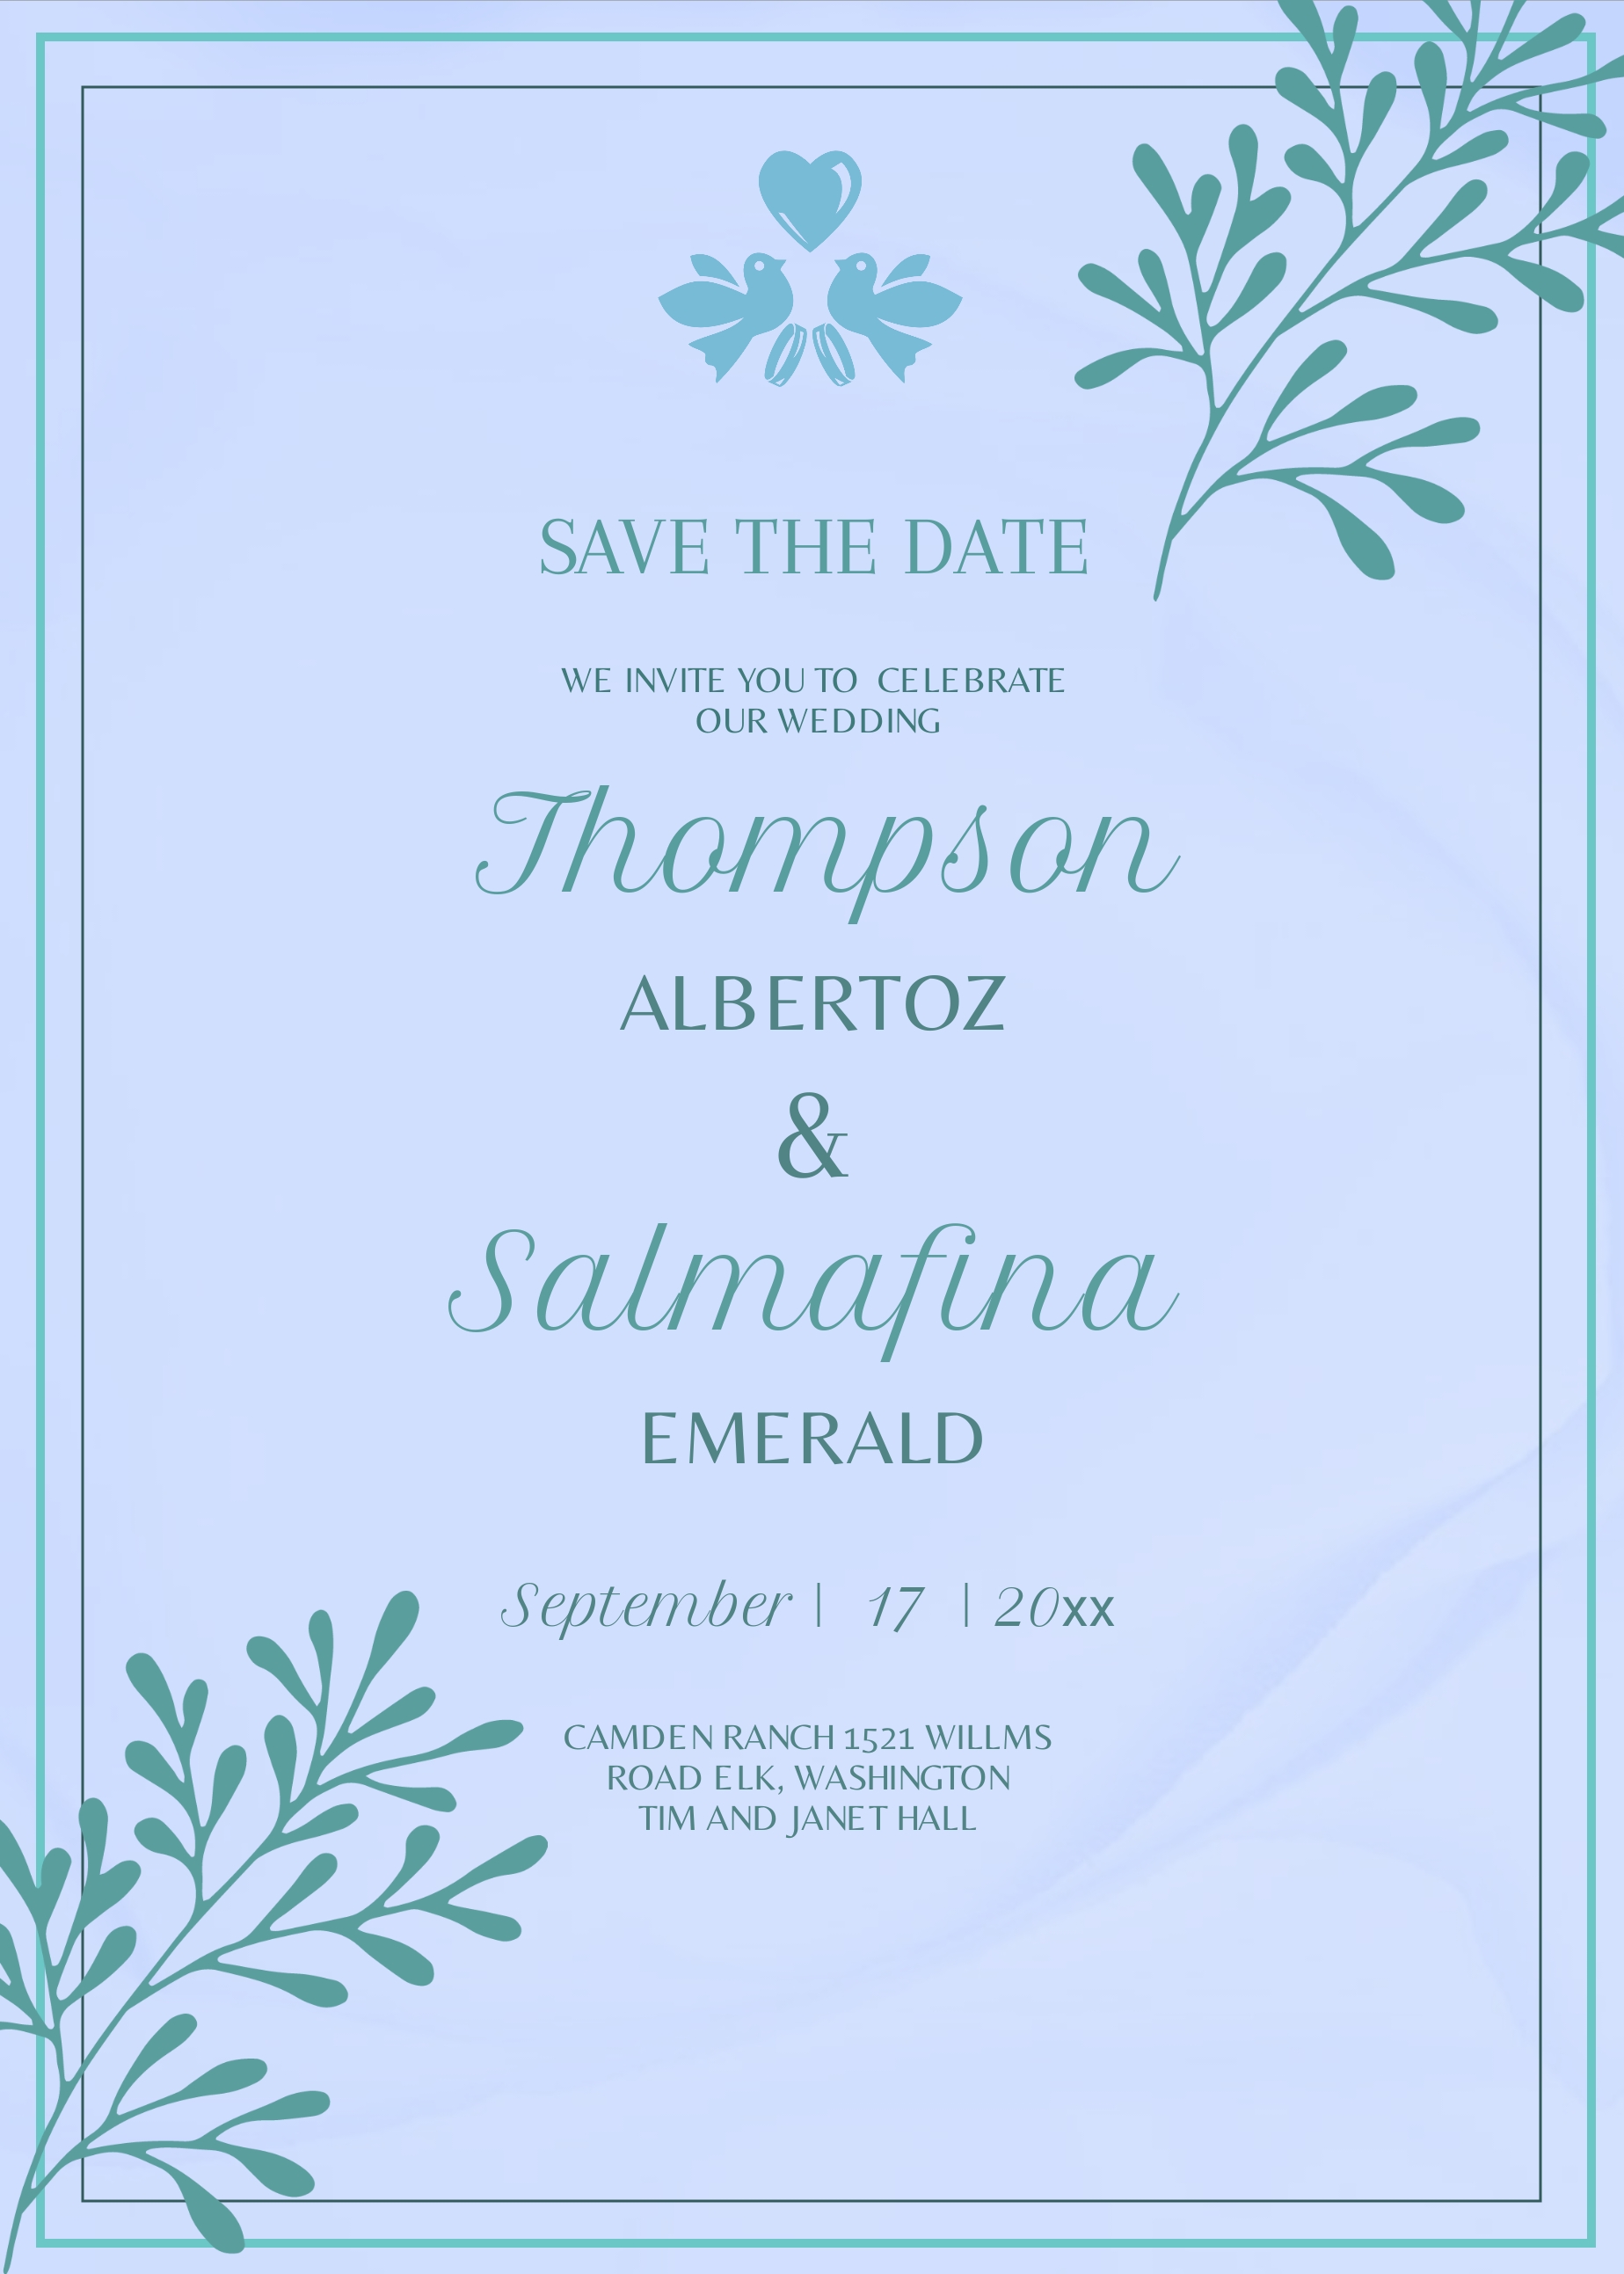 SAVE THE DATE
WE INVITE YOU TO CELEBRATE
OUR WEDDING
Thompson
ALBERTOZ
&
Salmafina
EMERALD
September | 17 | 20xx
CAMDEN RANCH 1521 WILLMS
ROAD ELK, WASHINGTON
TIM AND JANET HALL